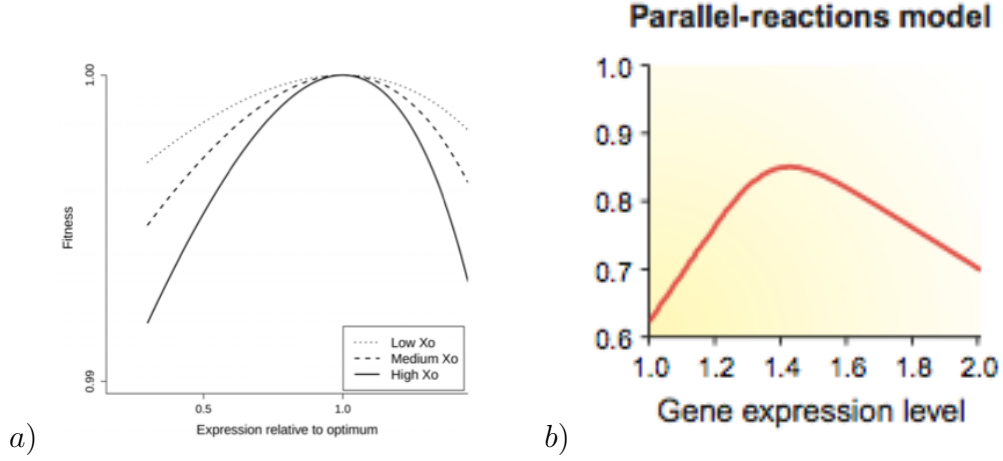 1.00
Fitness
0.99
0.5 1.0
Expression relative to optimum
Low Xo
Medium Xo
High Xo
a)
Parallel-reactions model
1.0
0.9
0.8
0.7
0.6
1.0 1.2 1.4 1.6 1.8 2.0
Gene expression level
b)